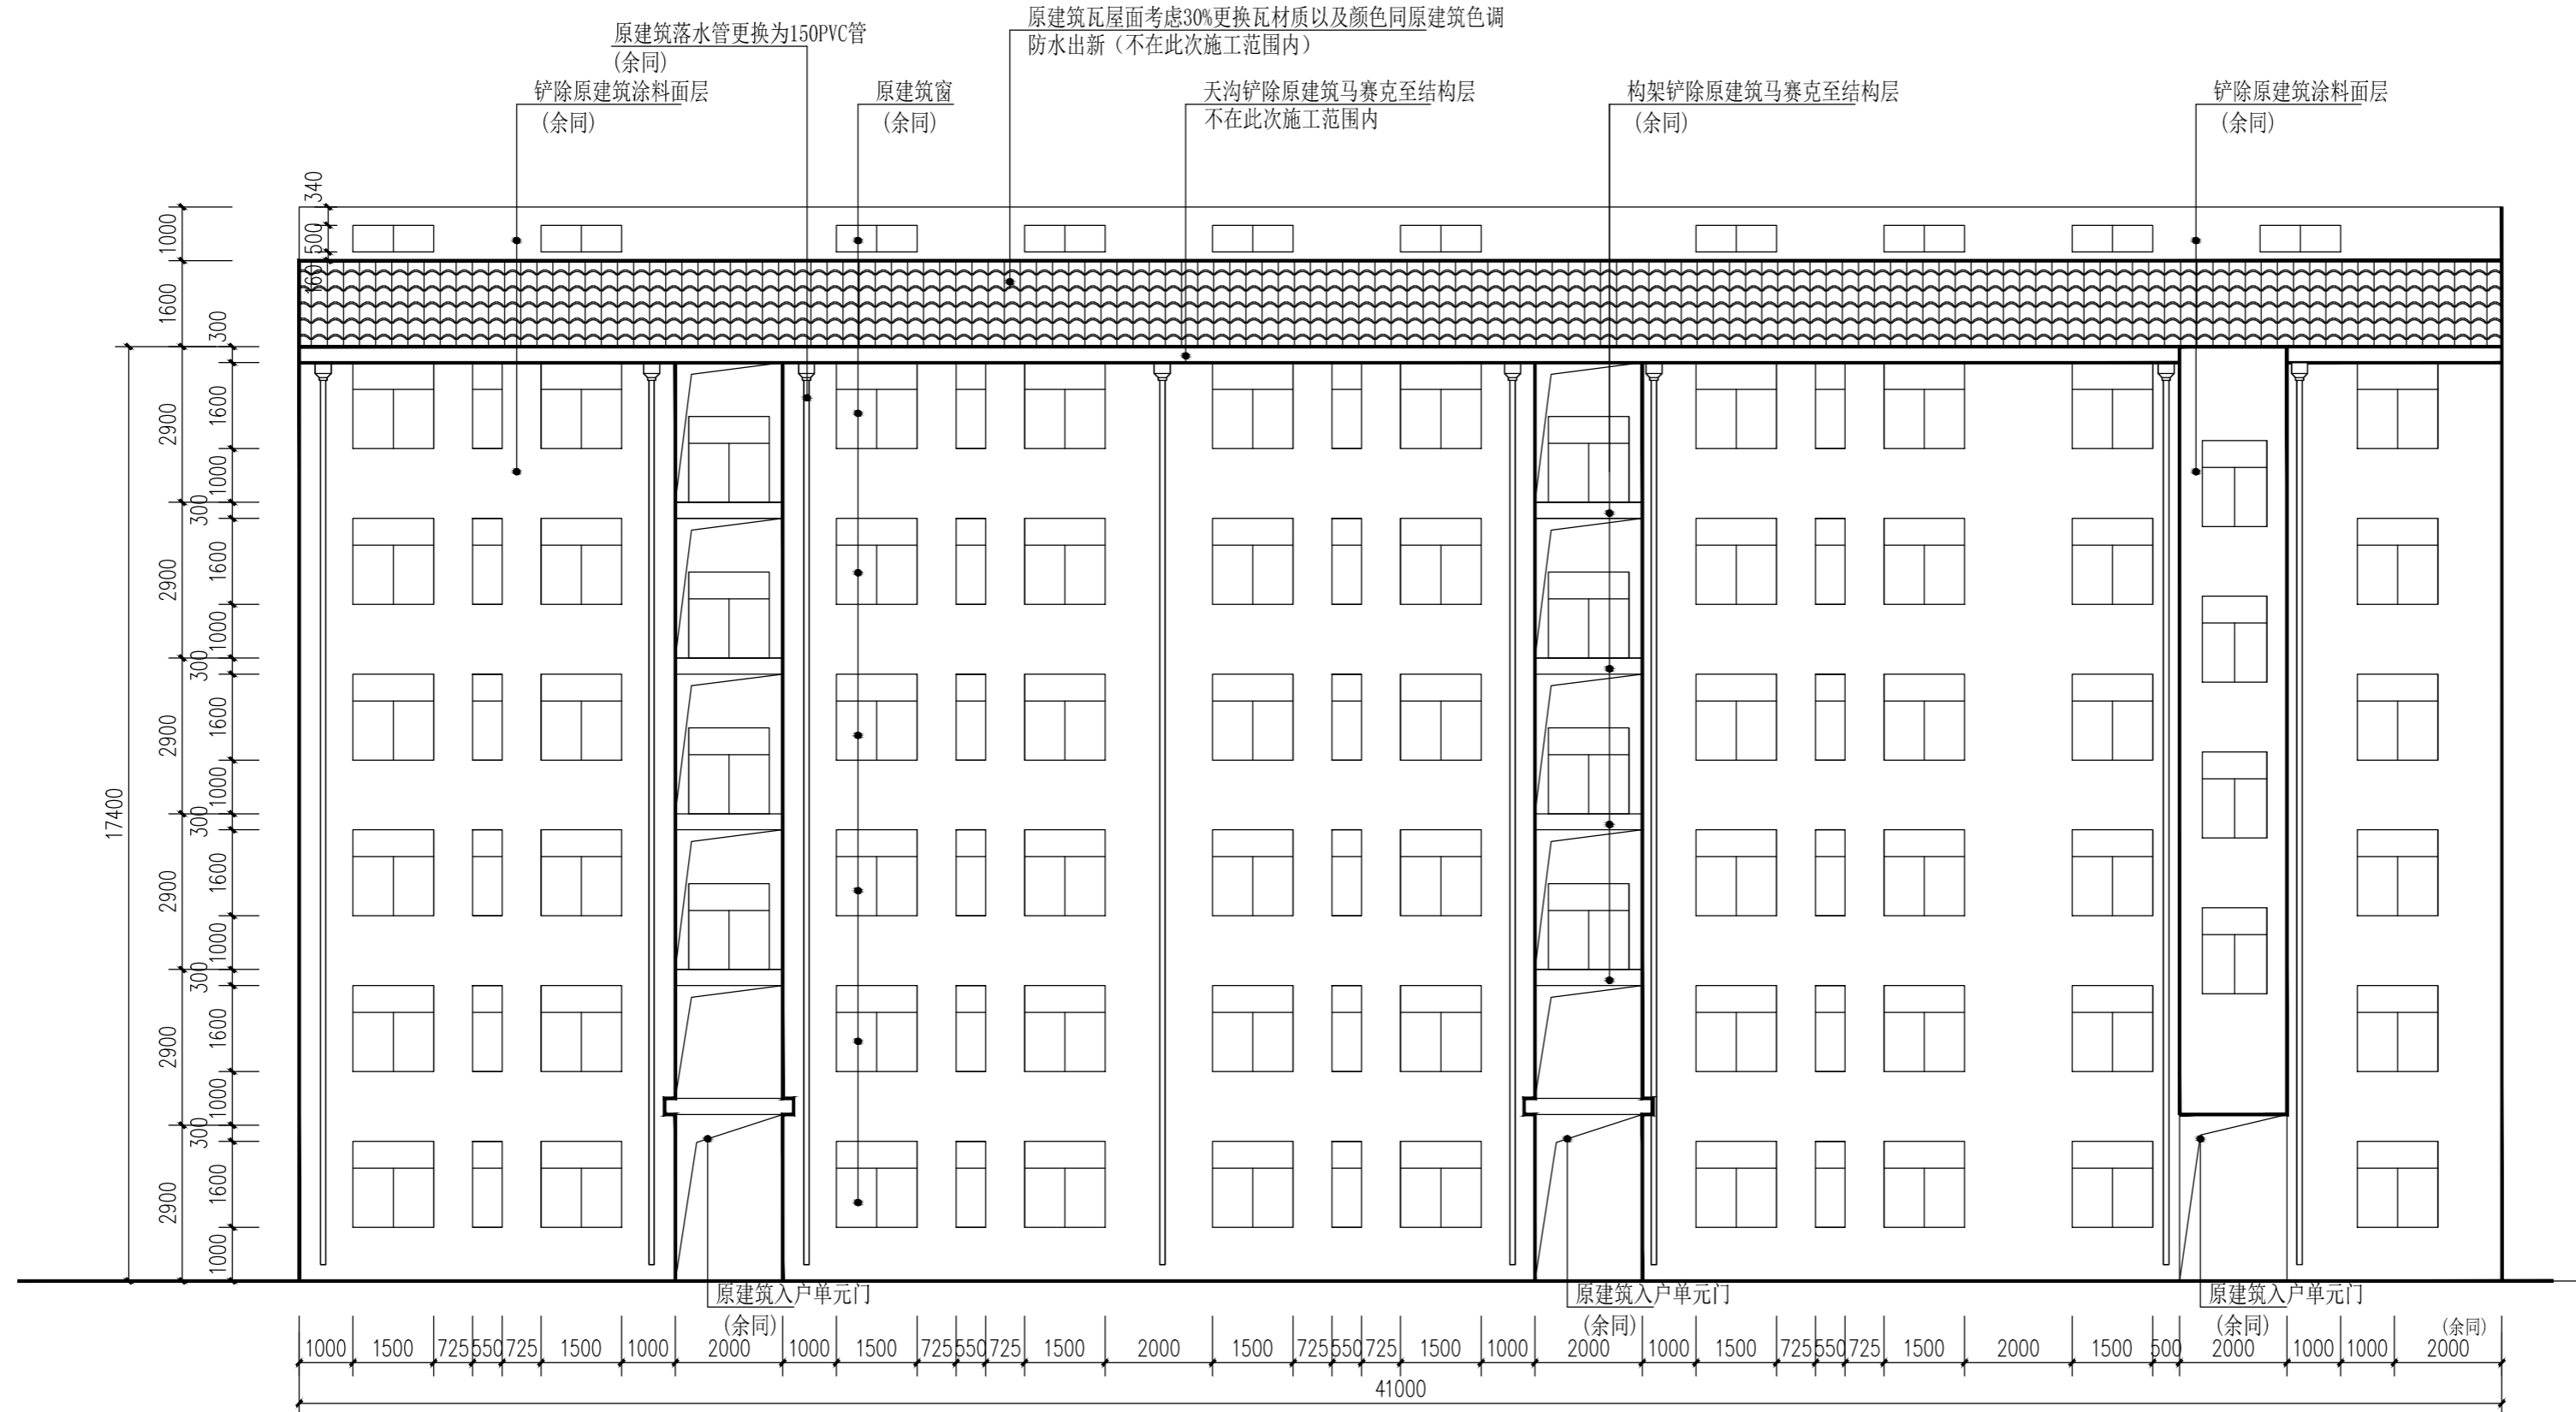 原建筑瓦屋面考虑30%更换瓦材质以及颜色同原建筑色调
防水出新（不在此次施工范围内）
原建筑落水管更换为150PVC管
(余同)
铲除原建筑涂料面层
(余同)
原建筑窗
(余同)
天沟铲除原建筑马赛克至结构层
不在此次施工范围内
构架铲除原建筑马赛克至结构层
(余同)
铲除原建筑涂料面层
(余同)
340
500
160
1000
1600
300
2900
1600
1000
300
2900
1600
1000
300
2900
1600
1000
300
2900
1600
1000
300
2900
1600
1000
300
2900
1600
1000
17400
原建筑入户单元门
(余同)
原建筑入户单元门
(余同)
原建筑入户单元门
(余同)
(余同)
1000 1500 725 550 725 1500 1000 2000 1000 1500 725 550 725 1500 2000 1500 725 550 725 1500 1000 2000 1000 1500 725 550 725 1500 2000 1500 500 2000 1000 1000 2000
41000